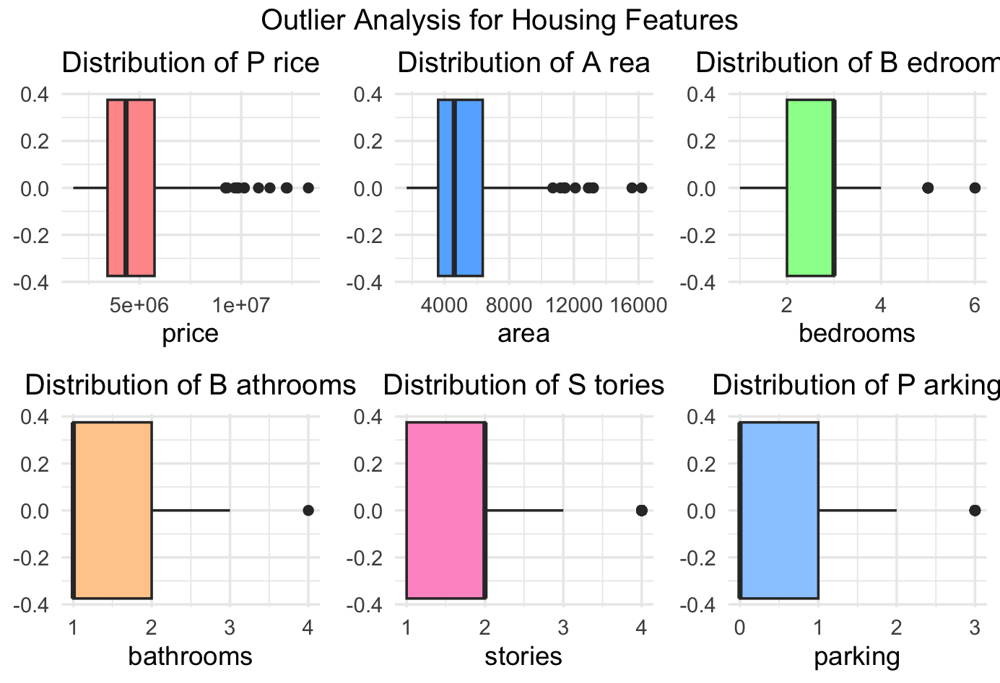 Outlier Analysis for Housing Features
Distribution of P rice
0.4
0.2
0.0
-0.2
-0.4
5e+06 1e+07
price
Distribution of A rea
0.4
0.2
0.0
-0.2
-0.4
4000 8000 12000 16000
area
Distribution of B edroom
0.4
0.2
0.0
-0.2
-0.4
2 4 6
bedrooms
Distribution of B athrooms
0.4
0.2
0.0
-0.2
-0.4
1 2 3 4
bathrooms
Distribution of S tories
0.4
0.2
0.0
-0.2
-0.4
1 2 3 4
stories
Distribution of P arking
0.4
0.2
0.0
-0.2
-0.4
0 1 2 3
parking